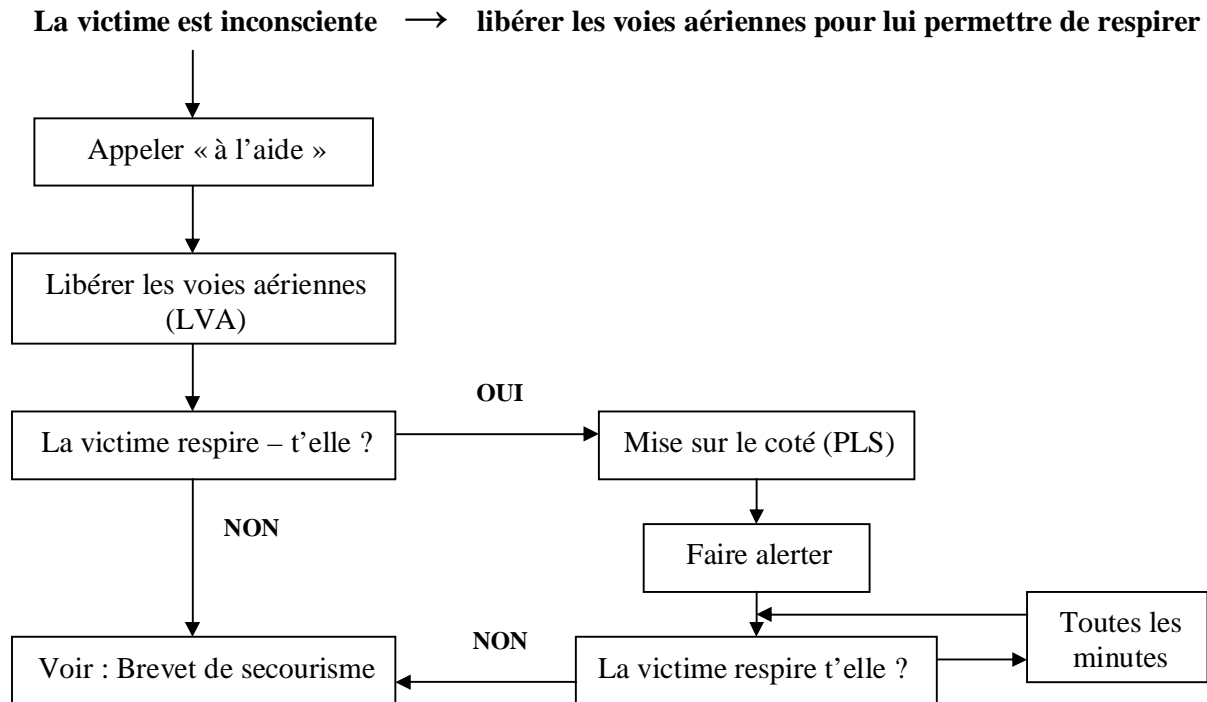 La victime est inconsciente → libérer les voies aériennes pour lui permettre de respirer
Appeler « à l’aide »
Libérer les voies aériennes
(LVA)
La victime respire – t’elle ?
OUI
Mise sur le coté (PLS)
NON
Faire alerter
Toutes les
minutes
NON
Voir : Brevet de secourisme
La victime respire t’elle ?